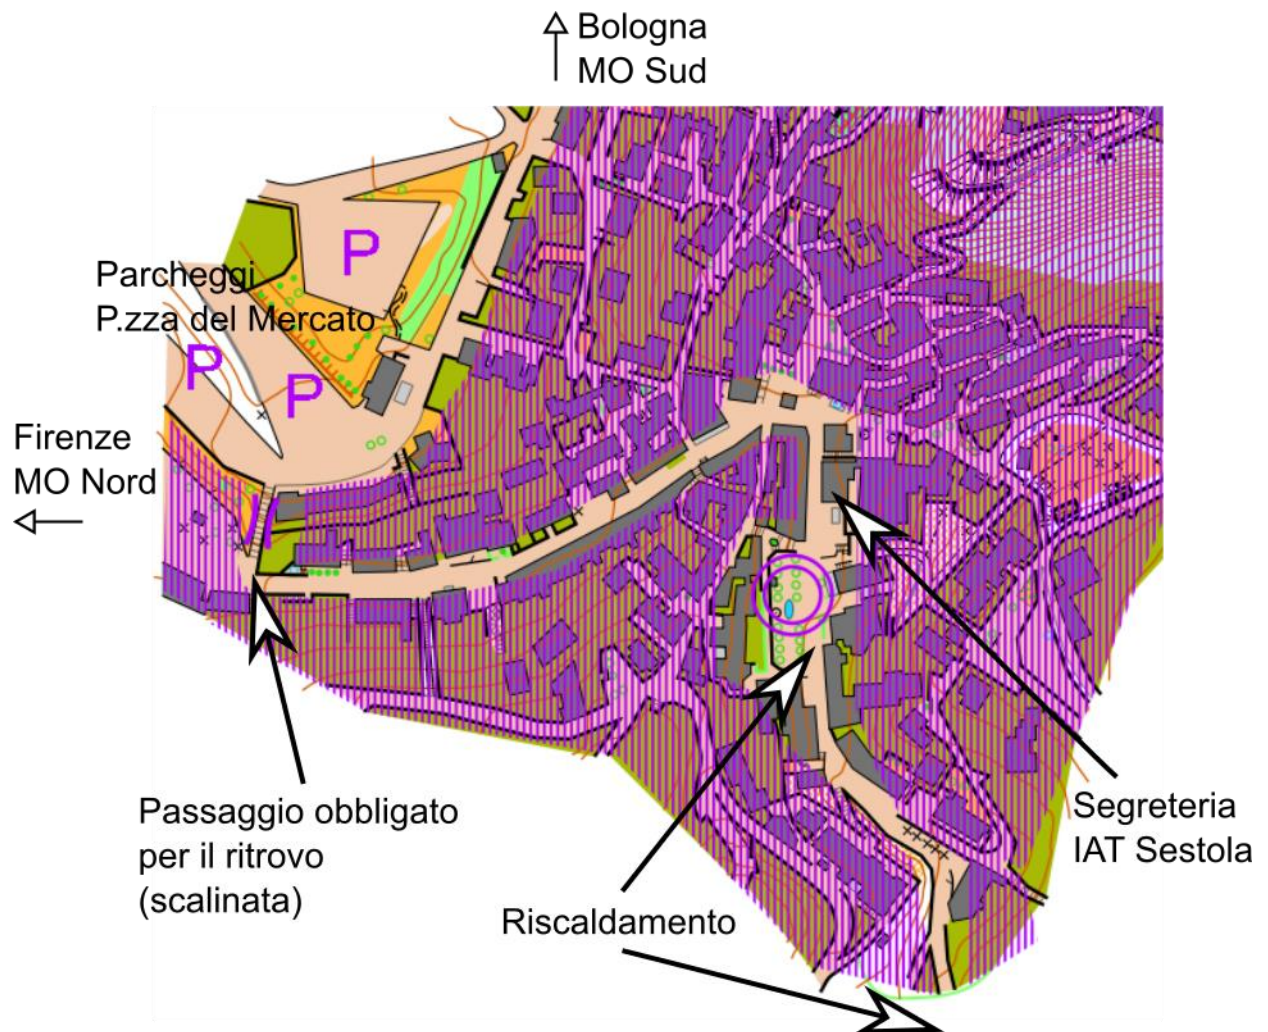 Bologna
MO Sud
P
Parcheggi
P.zza del Mercato
P
P
Firenze
MO Nord
Passaggio obbligato
per il ritrovo
(scalinata)
Riscaldamento
Segreteria
IAT Sestola